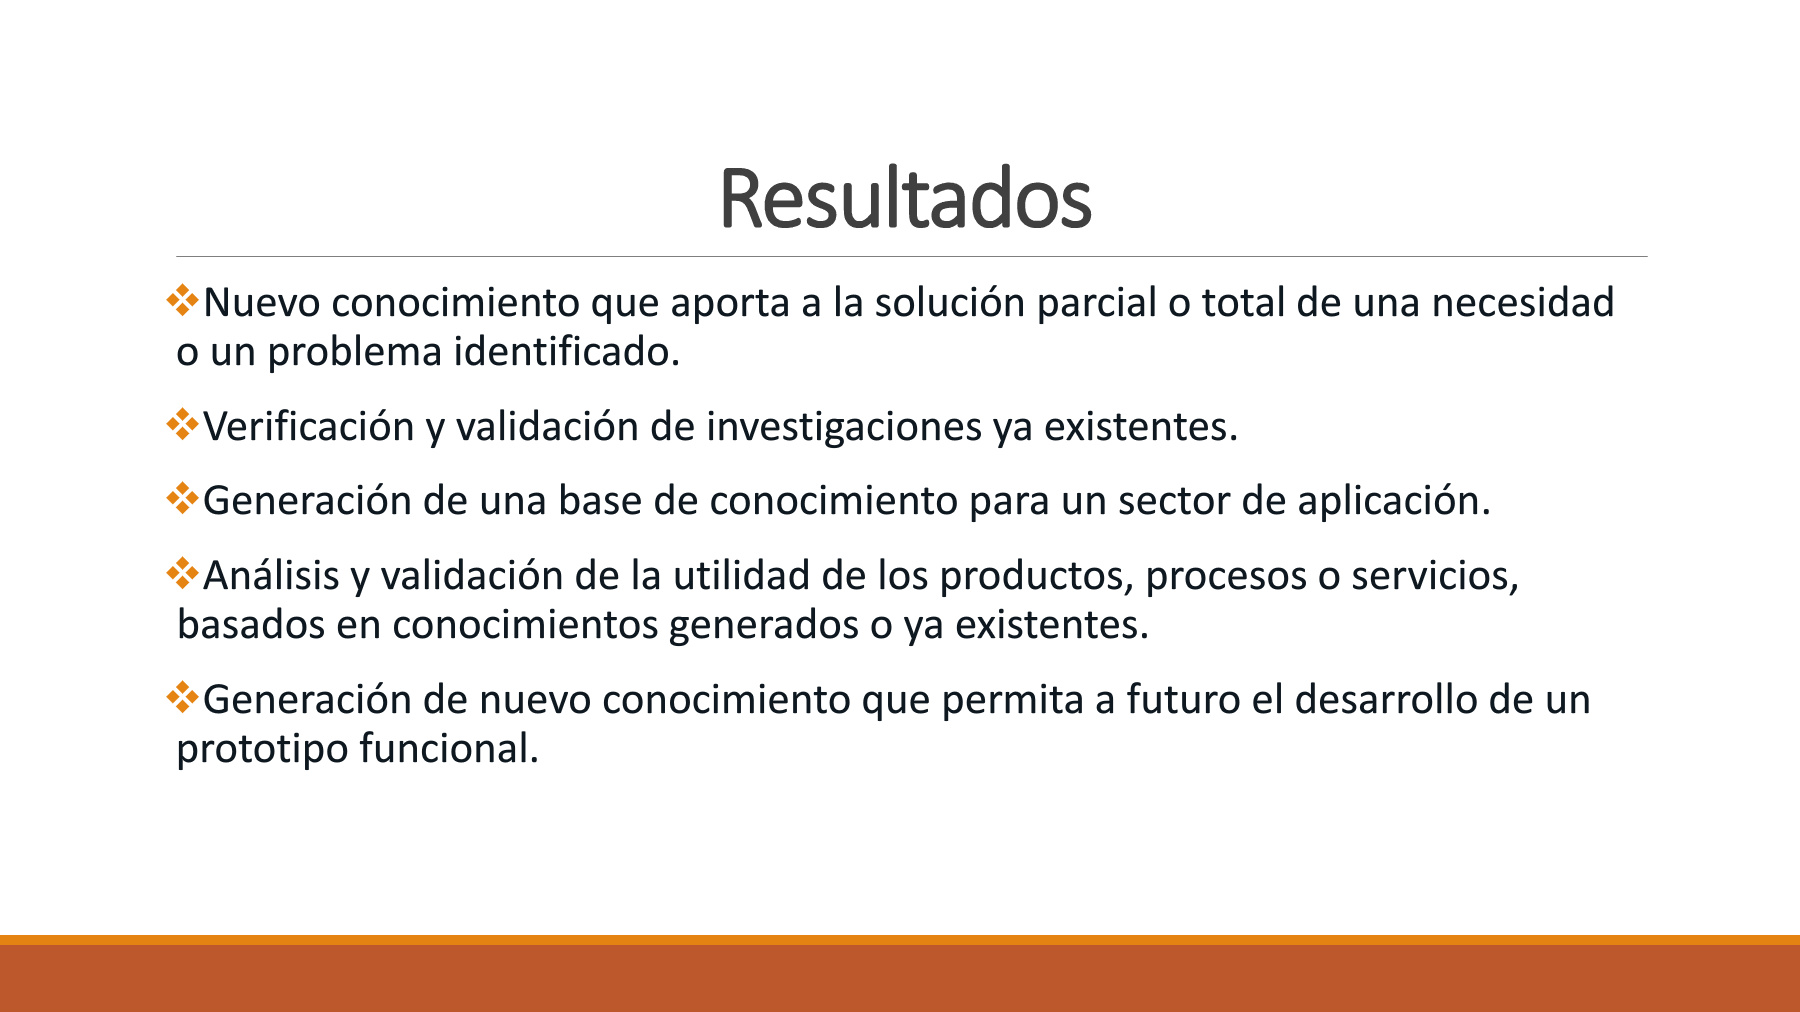 Resultados
❖Nuevo conocimiento que aporta a la solución parcial o total de una necesidad
o un problema identificado.
❖Verificación y validación de investigaciones ya existentes.
❖Generación de una base de conocimiento para un sector de aplicación.
❖Análisis y validación de la utilidad de los productos, procesos o servicios,
basados en conocimientos generados o ya existentes.
❖Generación de nuevo conocimiento que permita a futuro el desarrollo de un
prototipo funcional.